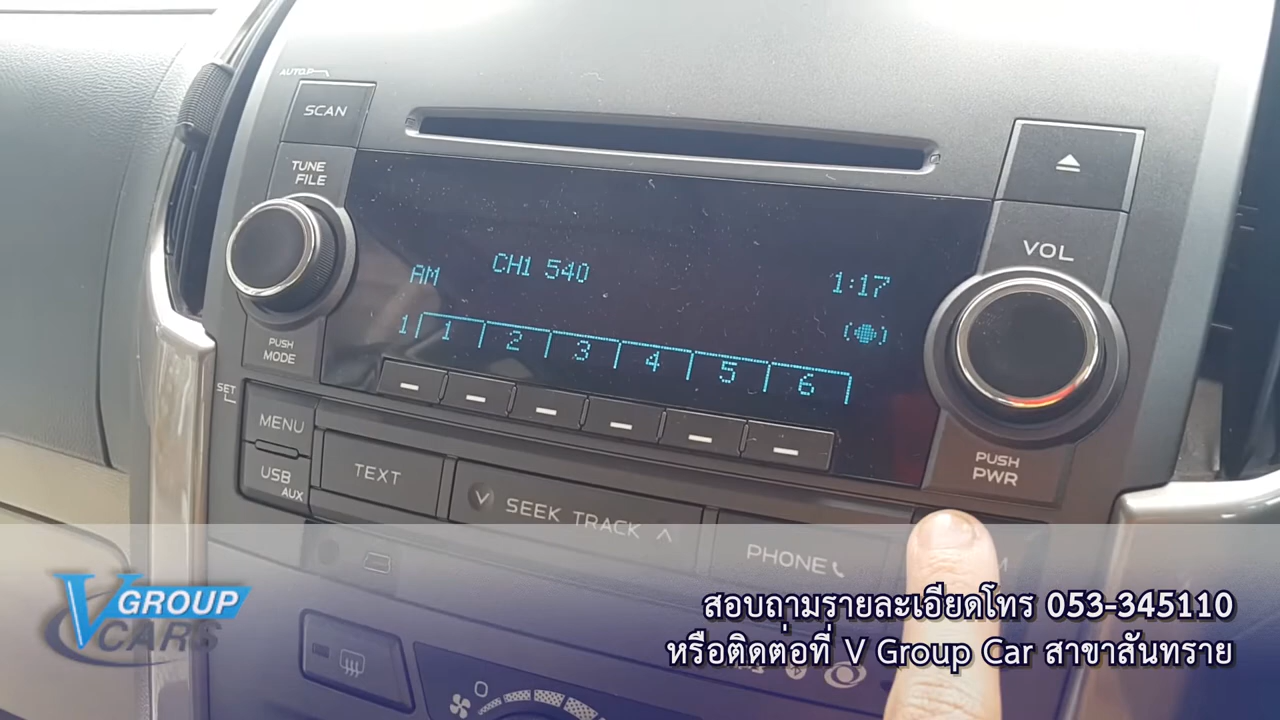 AUTO.P
SCAN
TUNE
FILE
VOL
AM CH1 540 1:17
1 1 2 3 4 5 6
PUSH
MODE
SET
MENU
USB
AUX
TEXT
SEEK TRACK
PHONE
PUSH
PWR
V GROUP
CARS
สอบถามรายละเอียดโทร 053-345110
หรือติดต่อที่ V Group Car สาขาสันทราย
0